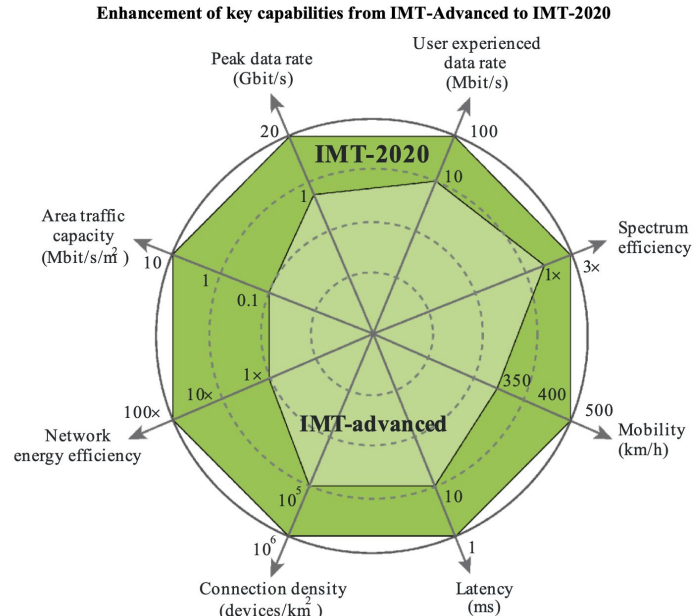 Enhancement of key capabilities from IMT-Advanced to IMT-2020
Peak data rate
(Gbit/s)
User experienced
data rate
(Mbit/s)
20
100
IMT-2020
1
10
Area traffic
capacity
(Mbit/s/m²)
Spectrum
efficiency
10
1
0.1
1×
3×
1×
10×
100×
350
400
500
Network
energy efficiency
Mobility
(km/h)
IMT-advanced
10⁵
10
10⁶
1
Connection density
(devices/km²)
Latency
(ms)